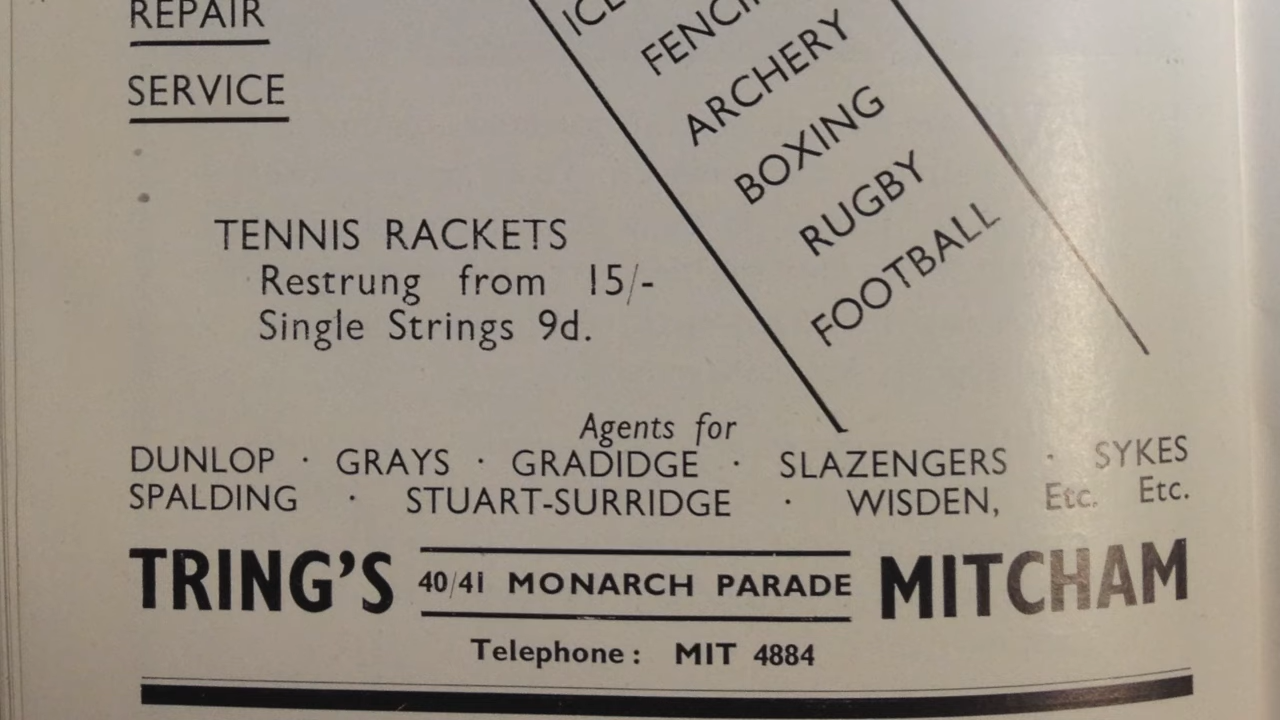 REPAIR
SERVICE
ARCHERY
BOXING
RUGBY
FOOTBALL
TENNIS RACKETS
Restrung from 15/-
Single Strings 9d.
Agents for
DUNLOP · GRAYS · GRADIDGE · SLAZENGERS · SYKES
SPALDING · STUART-SURRIDGE · WISDEN, Etc. Etc.
TRING'S 40/41 MONARCH PARADE MITCHAM
Telephone: MIT 4884